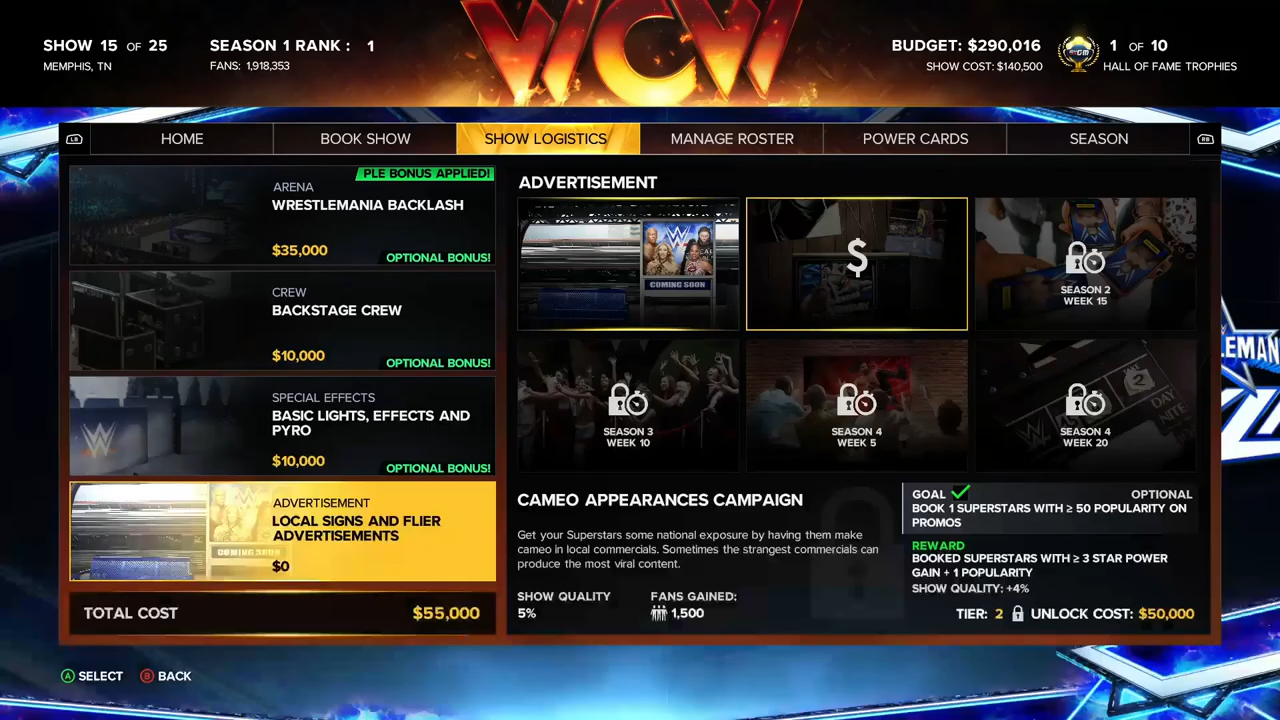 WCW
SHOW 15 OF 25
MEMPHIS, TN
SEASON 1 RANK : 1
FANS: 1,918,353
BUDGET: $290,016
SHOW COST: $140,500
GM
1 OF 10
HALL OF FAME TROPHIES
LB
HOME
BOOK SHOW
SHOW LOGISTICS
MANAGE ROSTER
POWER CARDS
SEASON
RB
PLE BONUS APPLIED!
ARENA
WRESTLEMANIA BACKLASH
$35,000
OPTIONAL BONUS!
CREW
BACKSTAGE CREW
$10,000
OPTIONAL BONUS!
SPECIAL EFFECTS
BASIC LIGHTS, EFFECTS AND
PYRO
$10,000
OPTIONAL BONUS!
ADVERTISEMENT
LOCAL SIGNS AND FLIER
ADVERTISEMENTS
$0
COMING SOON
TOTAL COST
$55,000
ADVERTISEMENT
COMING SOON
$
SEASON 2
WEEK 15
SEASON 3
WEEK 10
SEASON 4
WEEK 5
2
DAY
NITE
SEASON 4
WEEK 20
CAMEO APPEARANCES CAMPAIGN
Get your Superstars some national exposure by having them make
cameo in local commercials. Sometimes the strangest commercials can
produce the most viral content.
SHOW QUALITY
5%
FANS GAINED:
1,500
GOAL
OPTIONAL
BOOK 1 SUPERSTARS WITH ≥ 50 POPULARITY ON
PROMOS
REWARD
BOOKED SUPERSTARS WITH ≥ 3 STAR POWER
GAIN + 1 POPULARITY
SHOW QUALITY: +4%
TIER: 2
UNLOCK COST: $50,000
A SELECT
B BACK